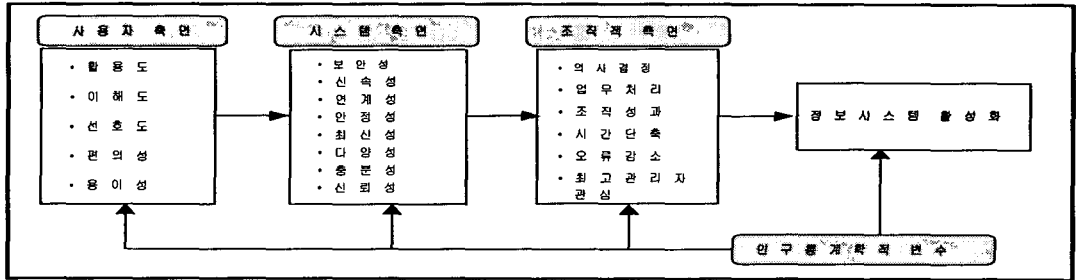 사 용 자 측 면
• 활 용 도
• 이 해 도
• 선 호 도
• 편 의 성
• 용 이 성
시 스 템 측 면
• 보 안 성
• 신 속 성
• 연 계 성
• 안 정 성
• 최 신 성
• 다 양 성
• 충 분 성
• 신 뢰 성
조 직 적 측 면
• 의 사 결 정
• 업 무 처 리
• 조 직 성 과
• 시 간 단 축
• 오 류 감 소
• 최 고 관 리 자
관 심
정 보 시 스 템 활 성 화
인 구 통 계 학 적 변 수